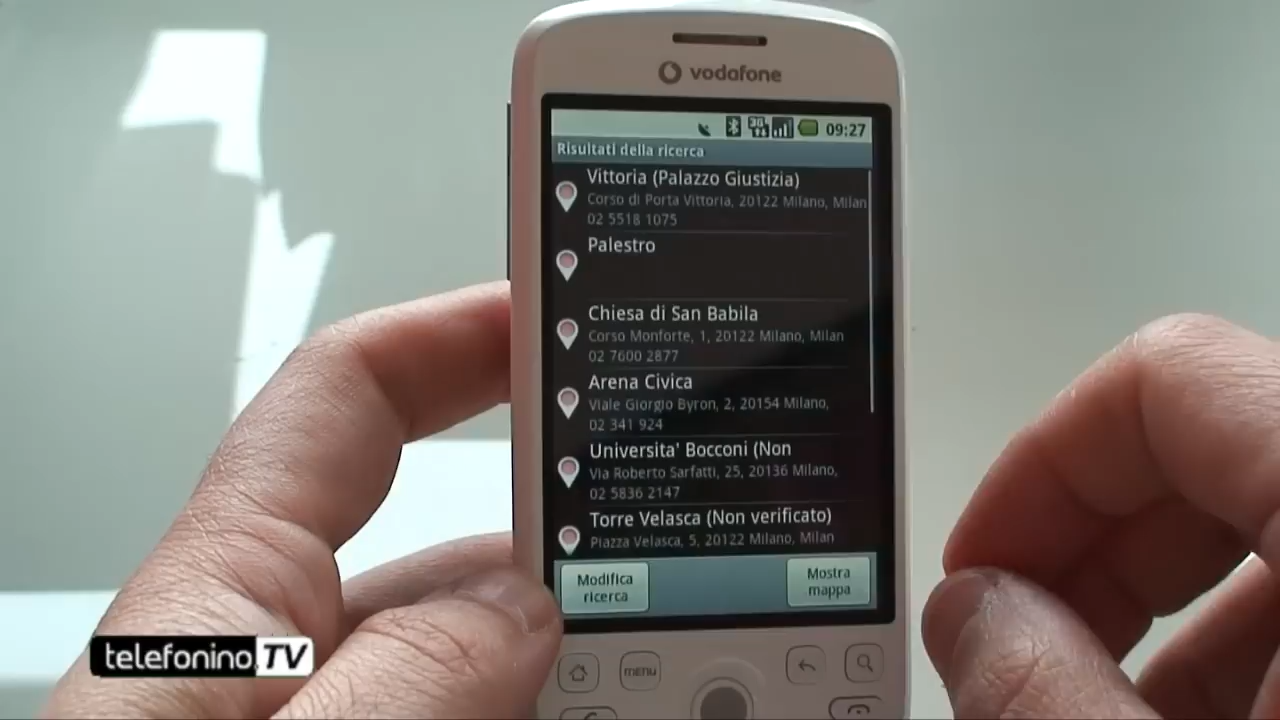 vodafone
3G
09:27
Risultati della ricerca
Vittoria (Palazzo Giustizia)
Corso di Porta Vittoria, 20122 Milano, Milan
02 5518 1075
Palestro
Chiesa di San Babila
Corso Monforte, 1, 20122 Milano, Milan
02 7600 2877
Arena Civica
Viale Giorgio Byron, 2, 20154 Milano,
02 341 924
Universita' Bocconi (Non
Via Roberto Sarfatti, 25, 20136 Milano,
02 5836 2147
Torre Velasca (Non verificato)
Piazza Velasca, 5, 20122 Milano, Milan
Modifica
ricerca
Mostra
mappa
menu
telefonino.TV